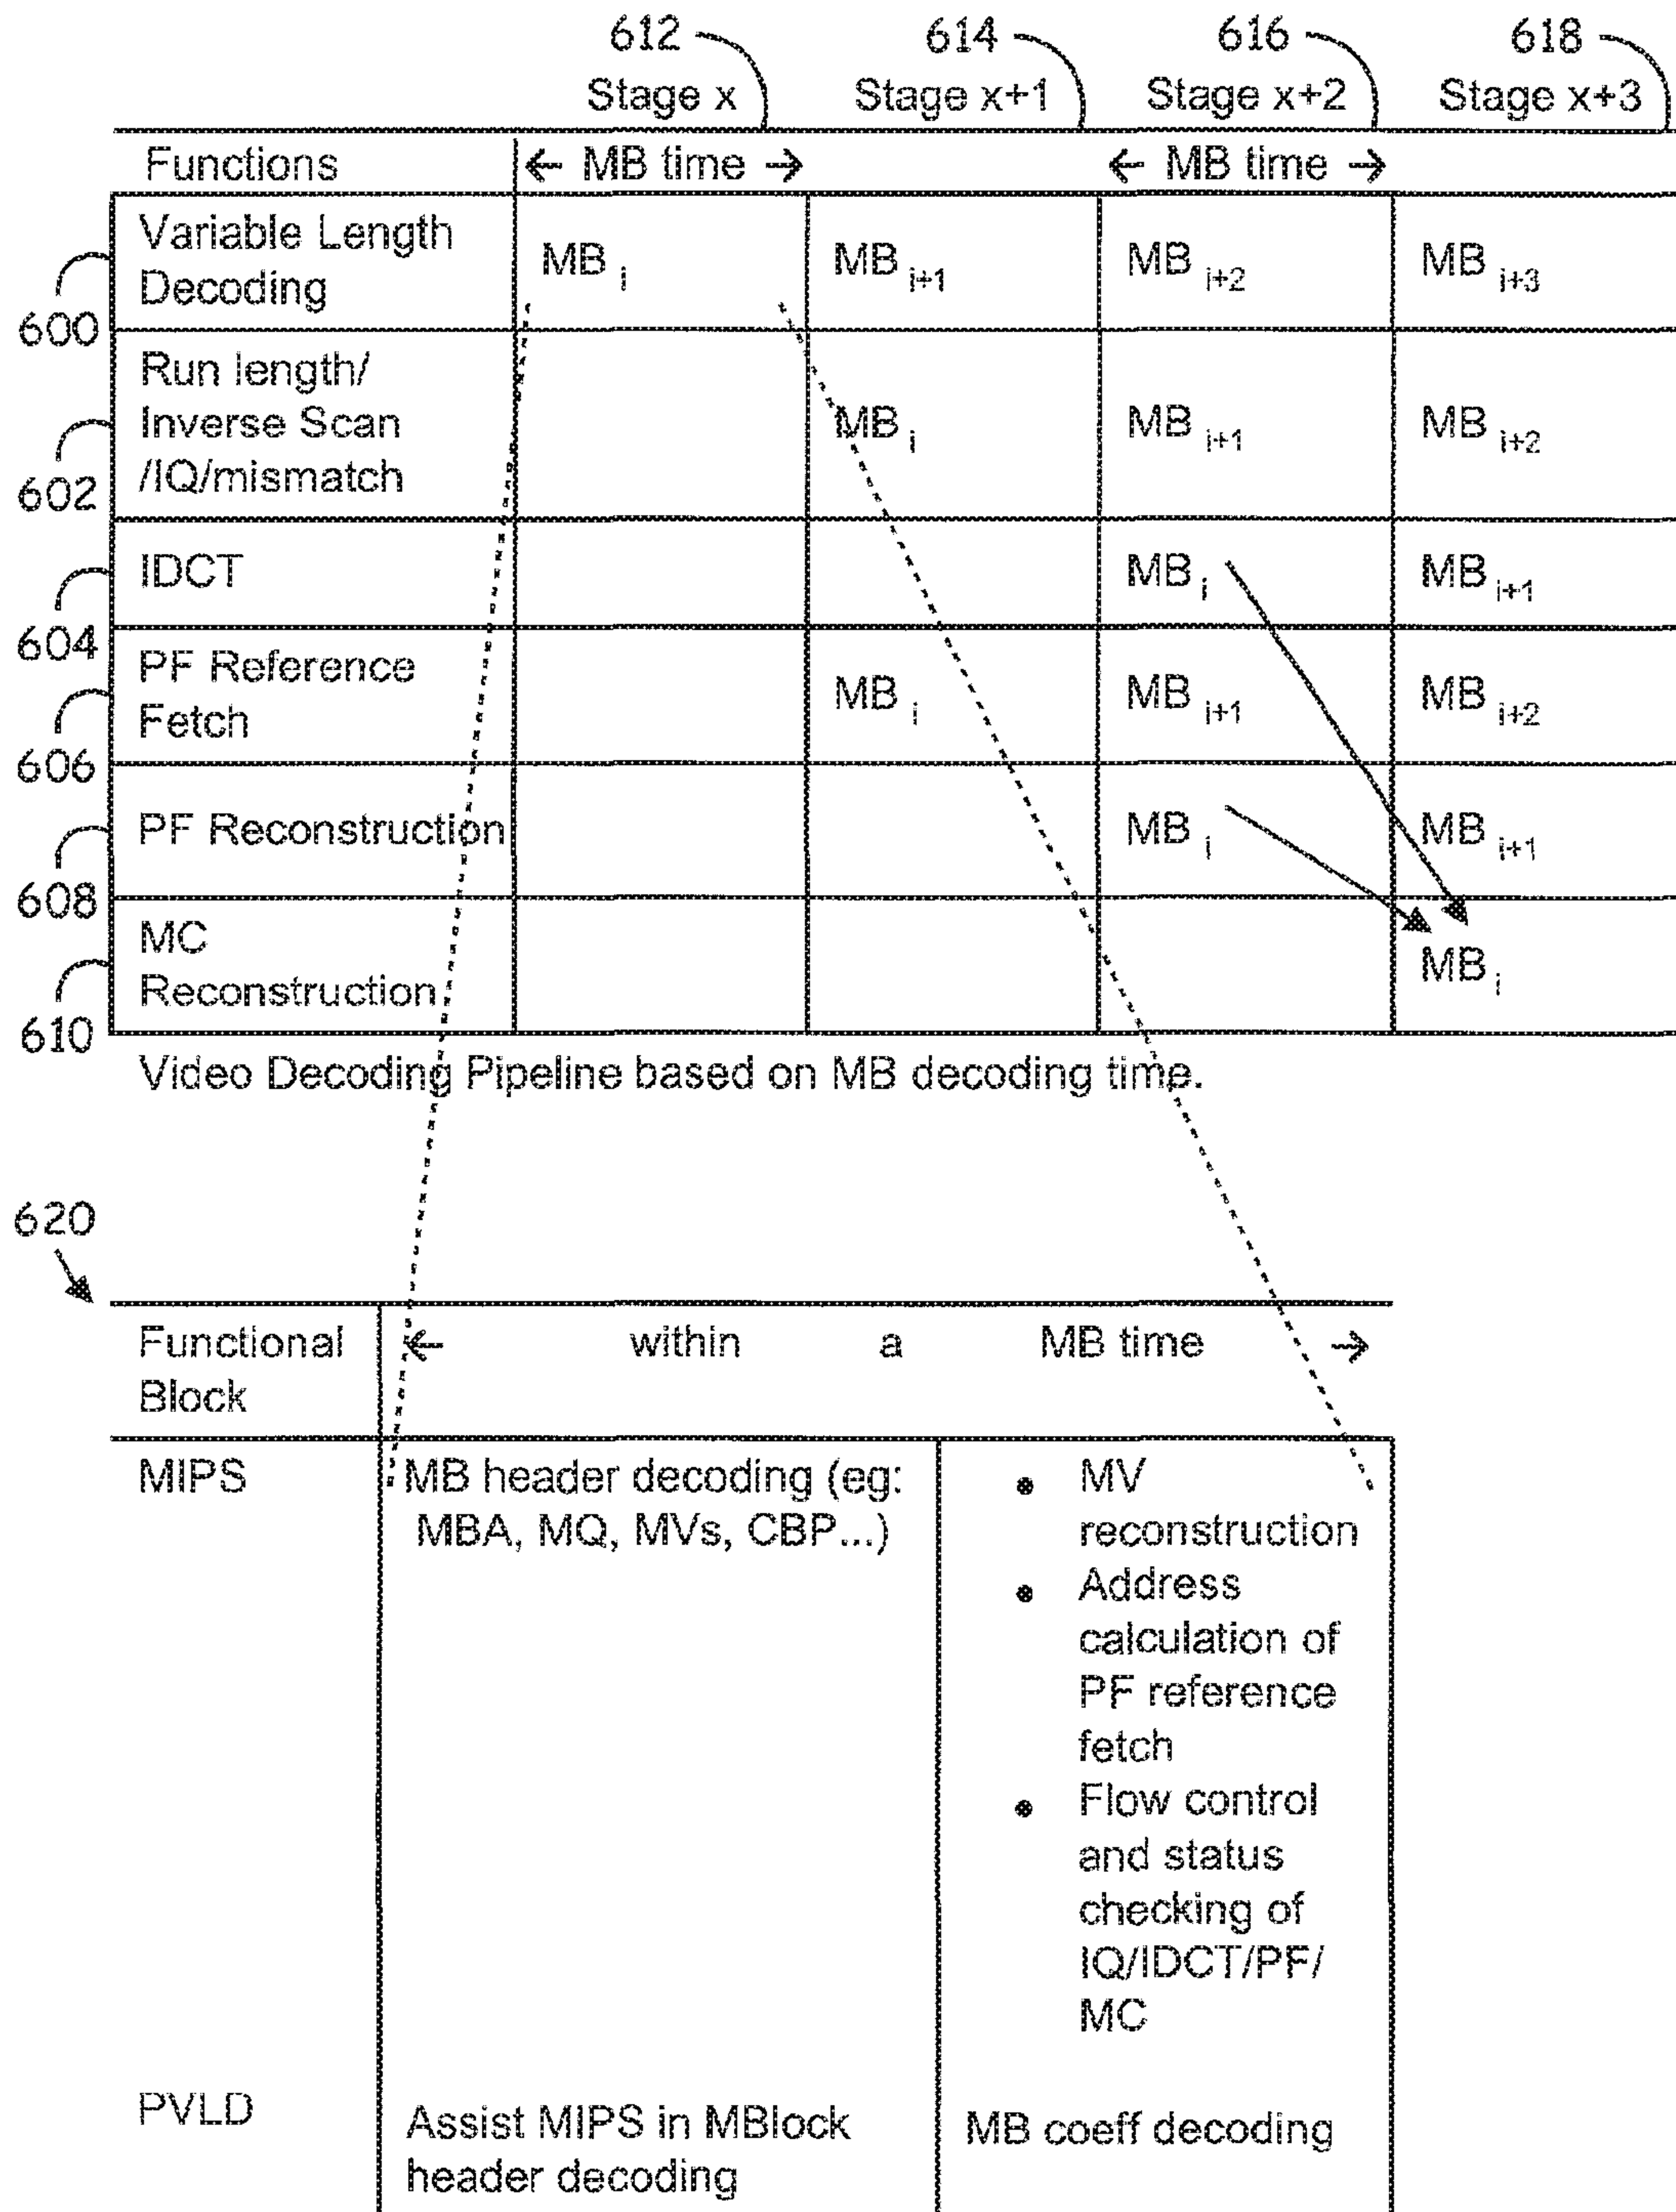 612 614 616 618
Stage x Stage x+1 Stage x+2 Stage x+3
Functions ← MB time → ← MB time →
Variable Length
Decoding
MB i MB i+1 MB i+2 MB i+3
600
Run length/
Inverse Scan
/IQ/mismatch
MB i MB i+1 MB i+2
602
IDCT MB i MB i+1
604
PF Reference
Fetch
MB i MB i+1 MB i+2
606
PF Reconstruction MB i MB i+1
608
MC
Reconstruction
MB i
610
Video Decoding Pipeline based on MB decoding time.
620
Functional
Block
← within a MB time →
MIPS
MB header decoding (eg:
MBA, MQ, MVs, CBP...)
• MV
reconstruction
• Address
calculation of
PF reference
fetch
• Flow control
and status
checking of
IQ/IDCT/PF/
MC
PVLD
Assist MIPS in MBlock
header decoding
MB coeff decoding